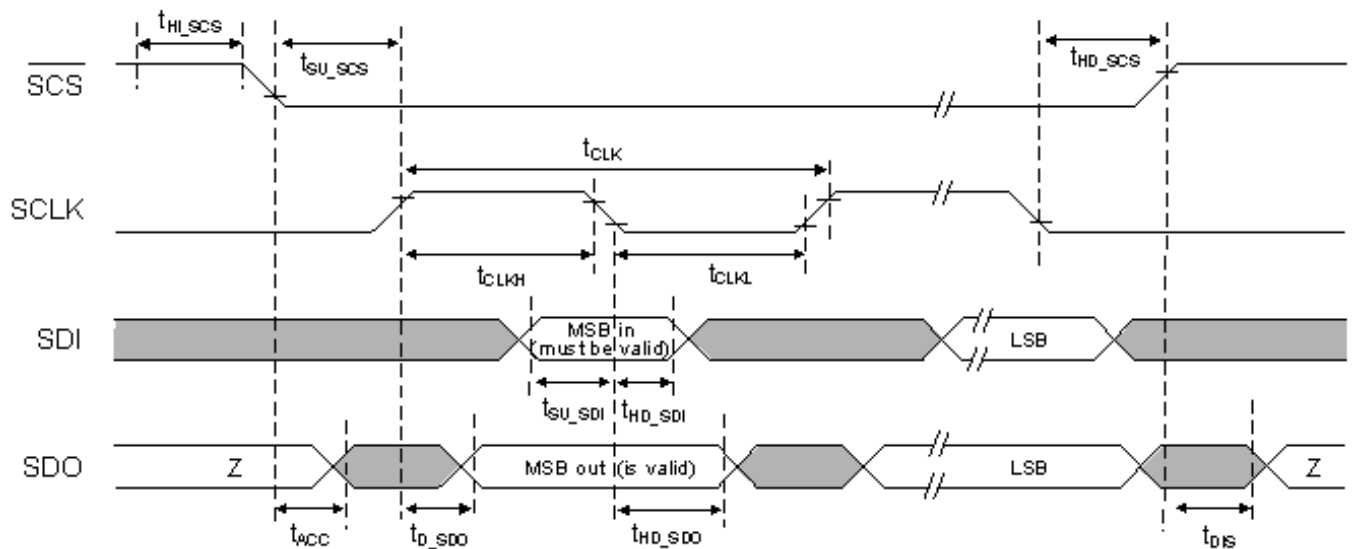 tHI_SCS
tSU_SCS
tHD_SCS
SCS
tCLK
SCLK
tCLKH
tCLKL
SDI
MSB in
(must be valid)
LSB
tSU_SDI
tHD_SDI
SDO
Z
MSB out (is valid)
LSB
Z
tACC
tD_SDO
tHD_SDO
tDIS